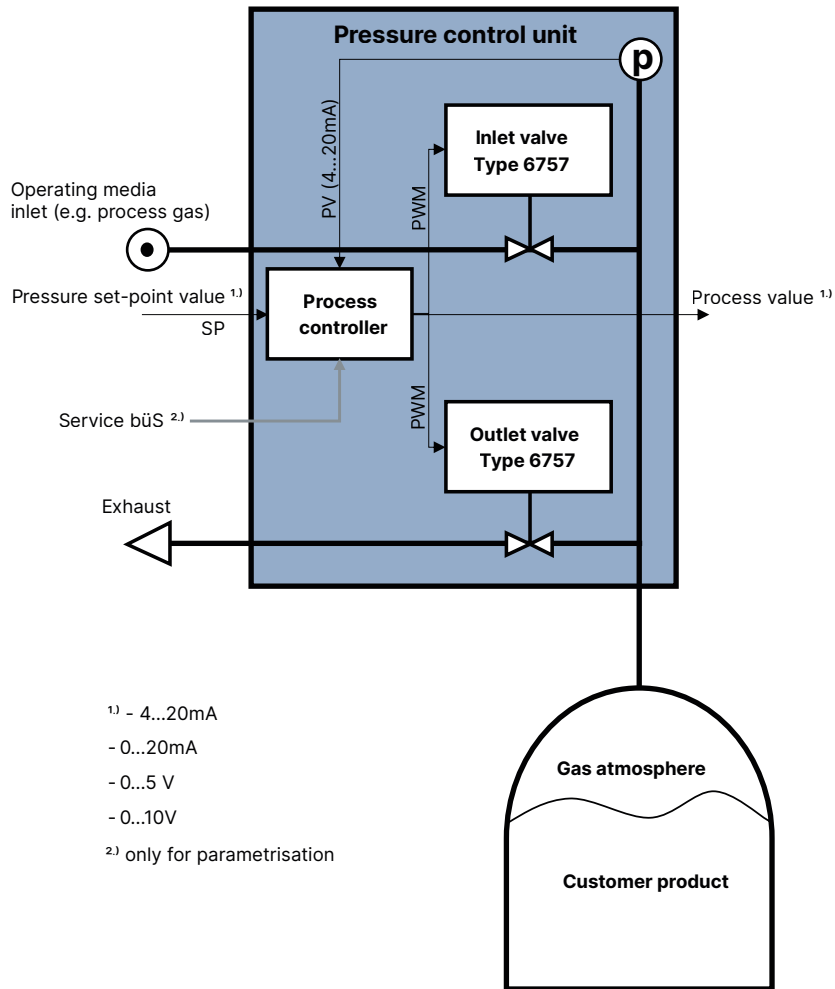 Pressure control unit
p
Inlet valve
Type 6757
PV (4...20mA)
PWM
Operating media
inlet (e.g. process gas)
Pressure set-point value ¹·⁾
SP
Process
controller
Process value ¹·⁾
PWM
Service büS ²·⁾
Outlet valve
Type 6757
Exhaust
¹·⁾ - 4...20mA
- 0...20mA
- 0...5 V
- 0...10V
²·⁾ only for parametrisation
Gas atmosphere
Customer product